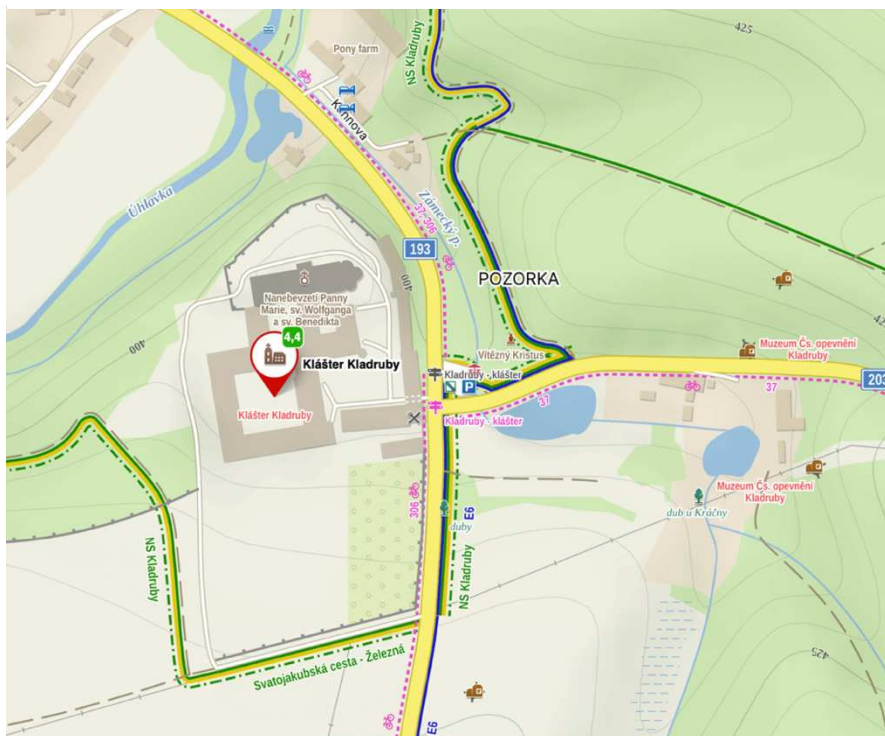 425
Pony farm
NS Kladruby
Kunnova
Úhlavka
Zámecký p.
37; 306
193
400
POZORKA
Nanebevzetí Panny
Marie, sv. Wolfganga
a sv. Benedikta
4,4
Klášter Kladruby
Klášter Kladruby
400
Vítězný Kristus
Kladruby - klášter
P
Kladruby - klášter
37
Muzeum Čs. opevnění
Kladruby
37
203
Muzeum Čs. opevnění
Kladruby
dub u Kráčny
306
duby
E6
NS Kladruby
NS Kladruby
Svatojakubská cesta - Železná
425
E6